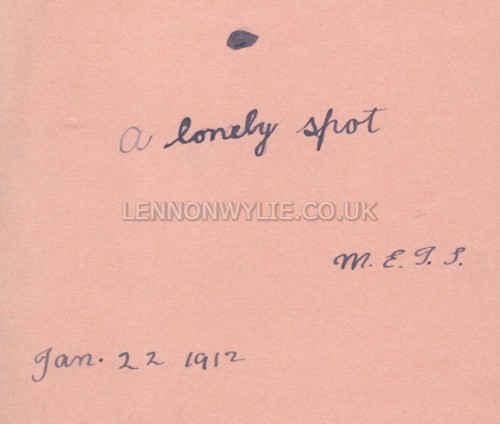 a lonely spot
LENNONWYLIE.CO.UK
M. E. T. S.
Jan. 22 1912